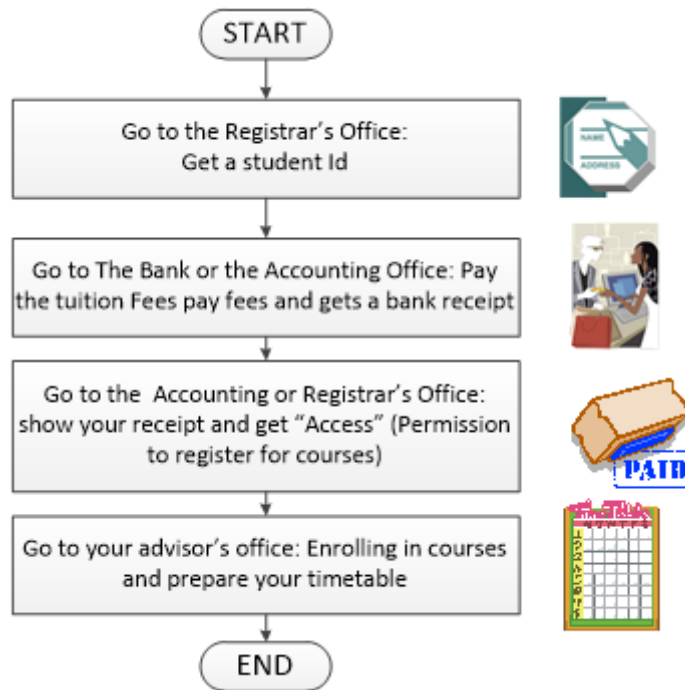 START
Go to the Registrar's Office:
Get a student Id
NAME
ADDRESS
Go to The Bank or the Accounting Office: Pay
the tuition Fees pay fees and gets a bank receipt
Go to the Accounting or Registrar's Office:
show your receipt and get “Access” (Permission
to register for courses)
PAID
Go to your advisor's office: Enrolling in courses
and prepare your timetable
END